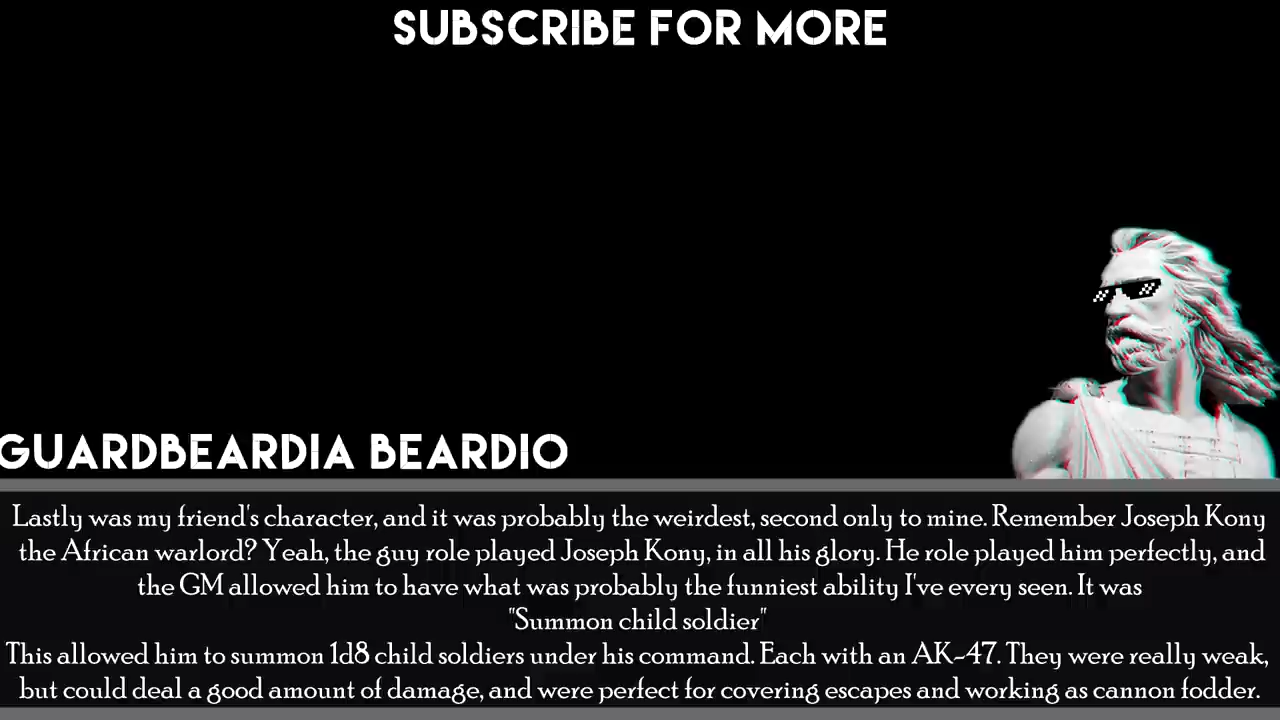 SUBSCRIBE FOR MORE
GUARDBEARDIA BEARDIO
Lastly was my friend's character, and it was probably the weirdest, second only to mine. Remember Joseph Kony
the African warlord? Yeah, the guy role played Joseph Kony, in all his glory. He role played him perfectly, and
the GM allowed him to have what was probably the funniest ability I've every seen. It was
"Summon child soldier"
This allowed him to summon 1d8 child soldiers under his command. Each with an AK-47. They were really weak,
but could deal a good amount of damage, and were perfect for covering escapes and working as cannon fodder.